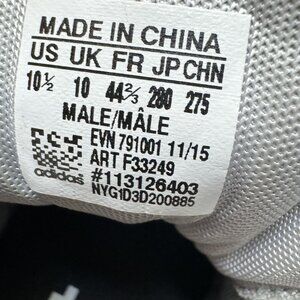 MADE IN CHINA
US UK FR JP CHN
10½ 10 44⅔ 280 275
MALE/MÂLE
EVN 791001 11/15
ART F33249
#113126403
adidas
NYG1D3D200885